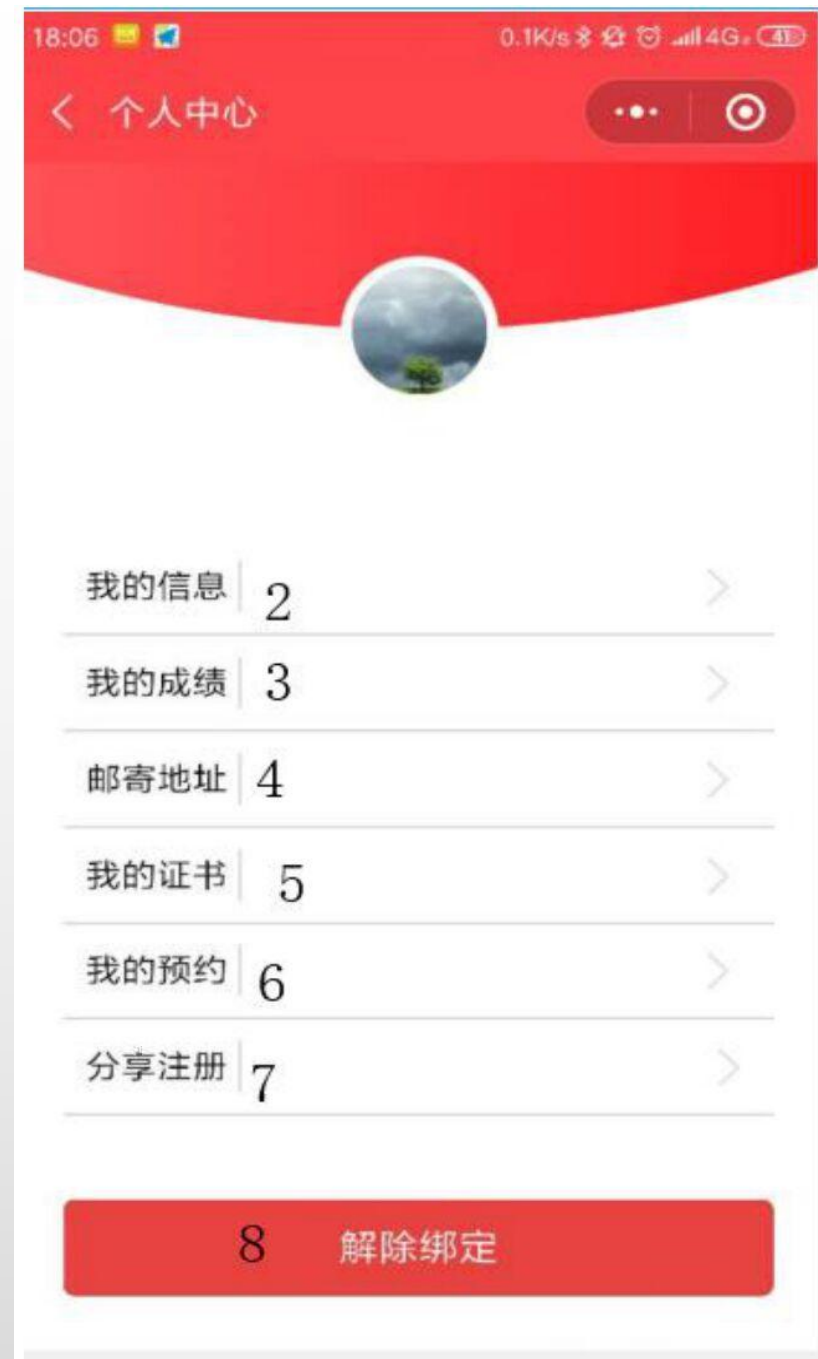 18:06 0.1K/s 4G 41
个人中心
我的信息 2
我的成绩 3
邮寄地址 4
我的证书 5
我的预约 6
分享注册 7
8 解除绑定